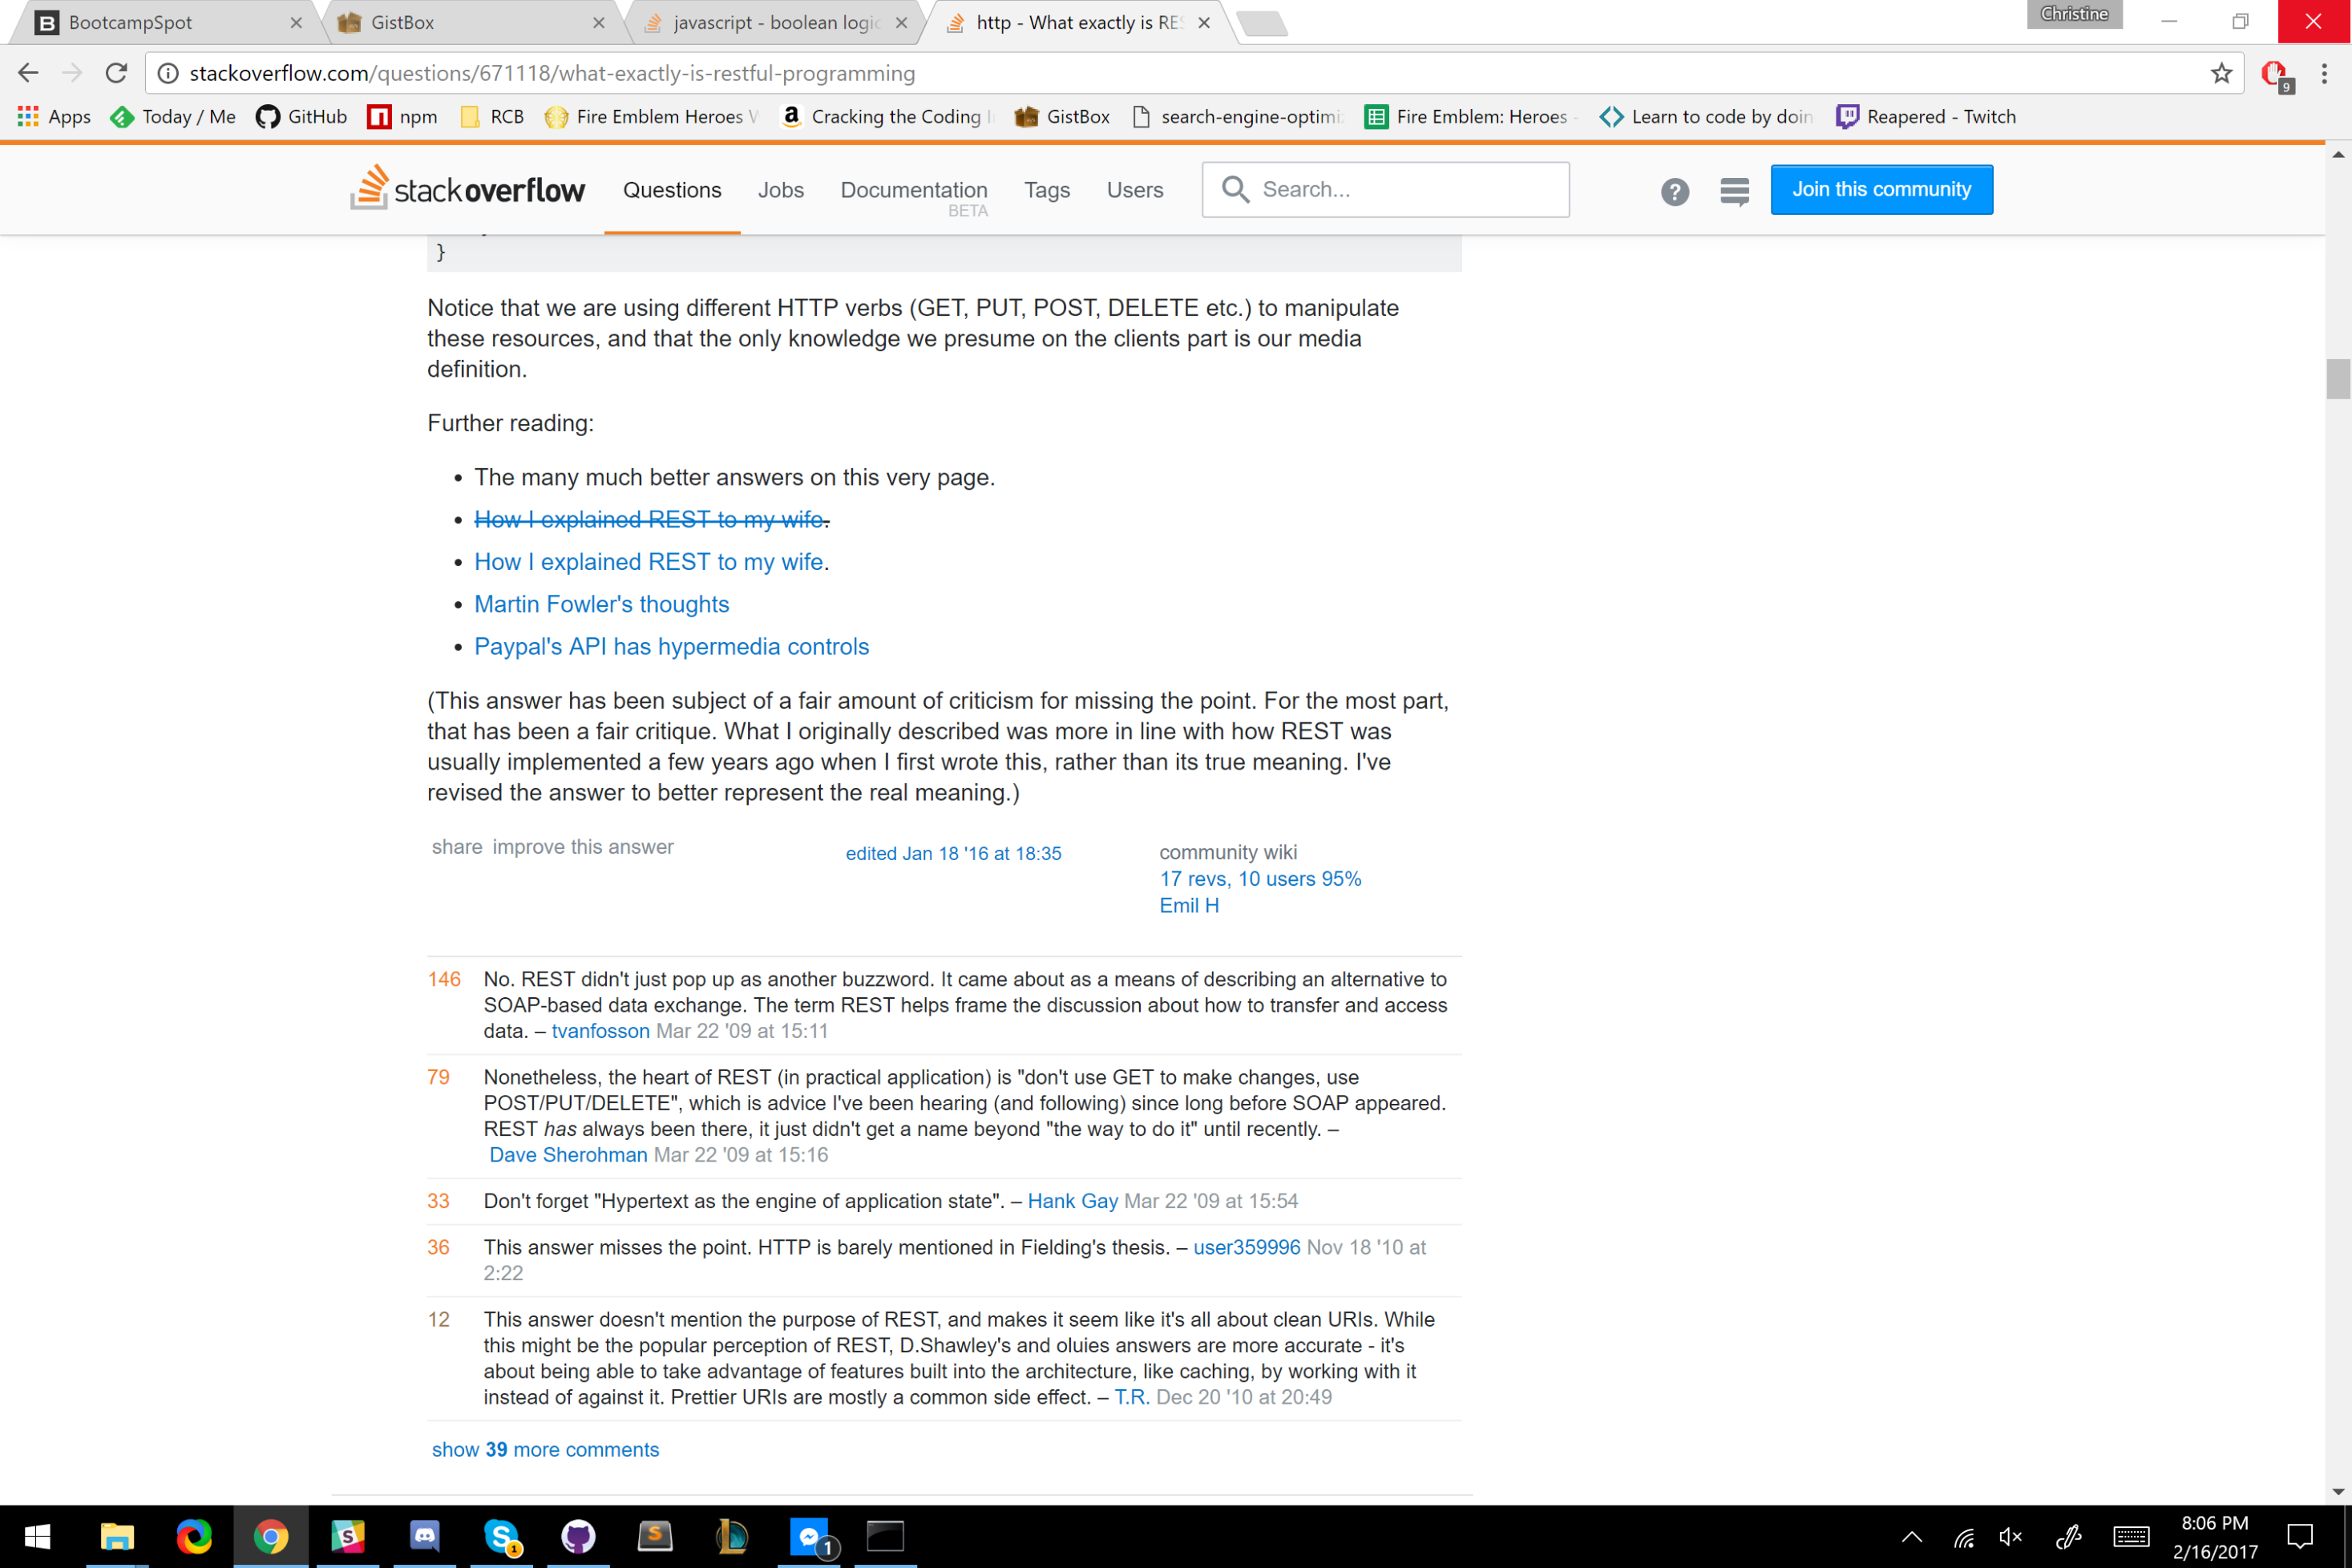 BootcampSpot
GistBox
javascript - boolean logic
http - What exactly is RES
Christine
stackoverflow.com/questions/671118/what-exactly-is-restful-programming
9
Apps
Today / Me
GitHub
npm
RCB
Fire Emblem Heroes W
Cracking the Coding I
GistBox
search-engine-optimi
Fire Emblem: Heroes -
Learn to code by doin
Reapered - Twitch
stackoverflow
Questions
Jobs
Documentation
BETA
Tags
Users
Search...
Join this community
}
Notice that we are using different HTTP verbs (GET, PUT, POST, DELETE etc.) to manipulate
these resources, and that the only knowledge we presume on the clients part is our media
definition.
Further reading:
• The many much better answers on this very page.
• How I explained REST to my wife.
• How I explained REST to my wife.
• Martin Fowler's thoughts
• Paypal's API has hypermedia controls
(This answer has been subject of a fair amount of criticism for missing the point. For the most part,
that has been a fair critique. What I originally described was more in line with how REST was
usually implemented a few years ago when I first wrote this, rather than its true meaning. I've
revised the answer to better represent the real meaning.)
share improve this answer
edited Jan 18 '16 at 18:35
community wiki
17 revs, 10 users 95%
Emil H
146 No. REST didn't just pop up as another buzzword. It came about as a means of describing an alternative to
SOAP-based data exchange. The term REST helps frame the discussion about how to transfer and access
data. – tvanfosson Mar 22 '09 at 15:11
79 Nonetheless, the heart of REST (in practical application) is "don't use GET to make changes, use
POST/PUT/DELETE", which is advice I've been hearing (and following) since long before SOAP appeared.
REST has always been there, it just didn't get a name beyond "the way to do it" until recently. –
Dave Sherohman Mar 22 '09 at 15:16
33 Don't forget "Hypertext as the engine of application state". – Hank Gay Mar 22 '09 at 15:54
36 This answer misses the point. HTTP is barely mentioned in Fielding's thesis. – user359996 Nov 18 '10 at
2:22
12 This answer doesn't mention the purpose of REST, and makes it seem like it's all about clean URIs. While
this might be the popular perception of REST, D.Shawley's and oluies answers are more accurate - it's
about being able to take advantage of features built into the architecture, like caching, by working with it
instead of against it. Prettier URIs are mostly a common side effect. – T.R. Dec 20 '10 at 20:49
show 39 more comments
1
1
8:06 PM
2/16/2017